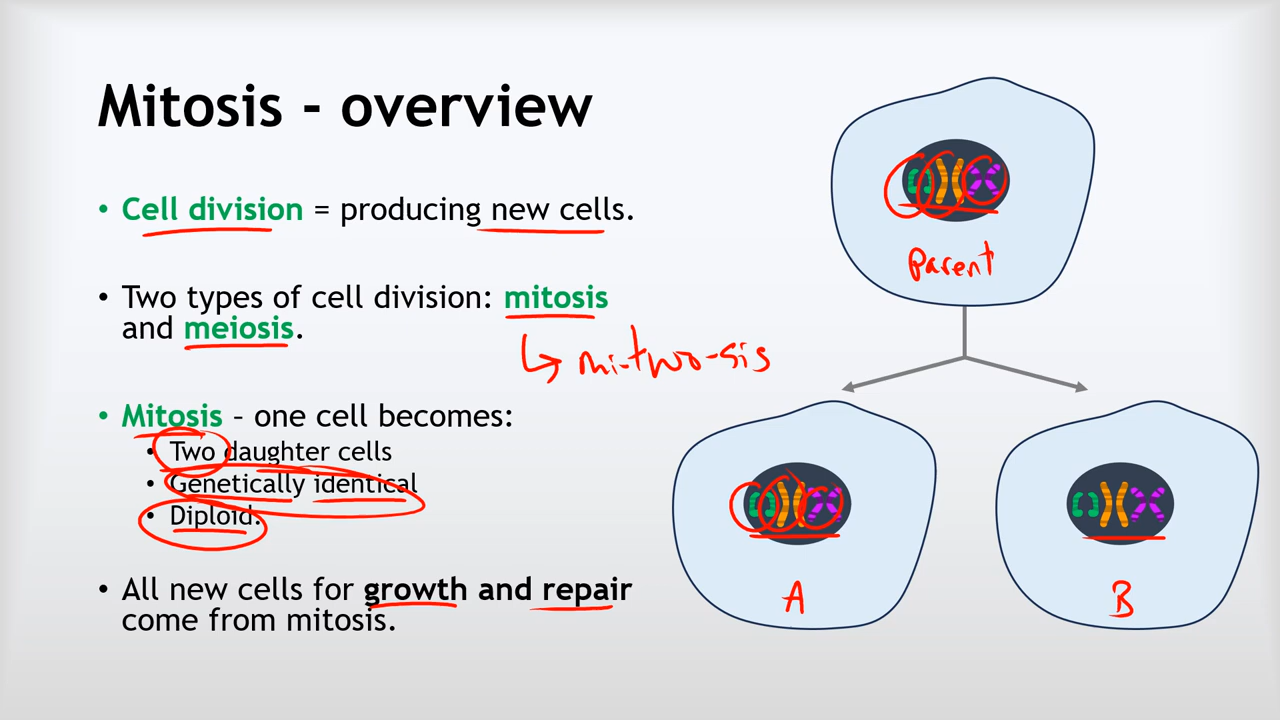 Mitosis - overview
• Cell division = producing new cells.
• Two types of cell division: mitosis
and meiosis.
↳ mi-two-sis
• Mitosis – one cell becomes:
• Two daughter cells
• Genetically identical
• Diploid.
• All new cells for growth and repair
come from mitosis.
Parent
A
B